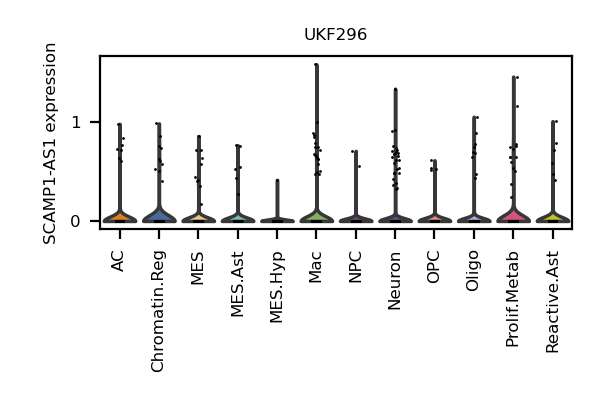 UKF296
SCAMP1-AS1 expression
1
0
AC
Chromatin.Reg
MES
MES.Ast
MES.Hyp
Mac
NPC
Neuron
OPC
Oligo
Prolif.Metab
Reactive.Ast